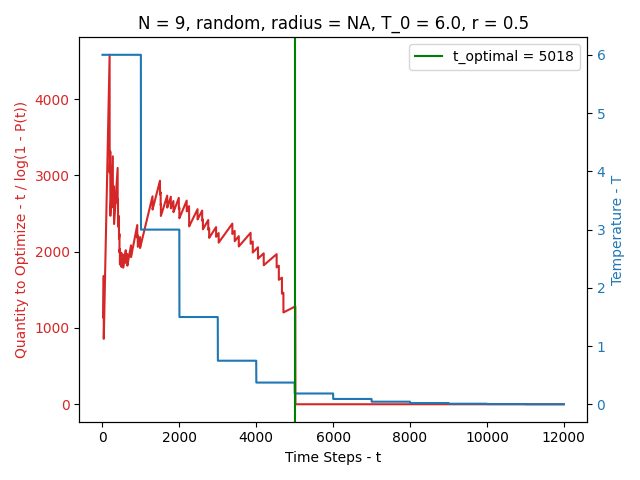 N = 9, random, radius = NA, T_0 = 6.0, r = 0.5
t_optimal = 5018
Quantity to Optimize - t / log(1 - P(t))
4000
3000
2000
1000
0
6
5
4
3
2
1
0
Temperature - T
0 2000 4000 6000 8000 10000 12000
Time Steps - t